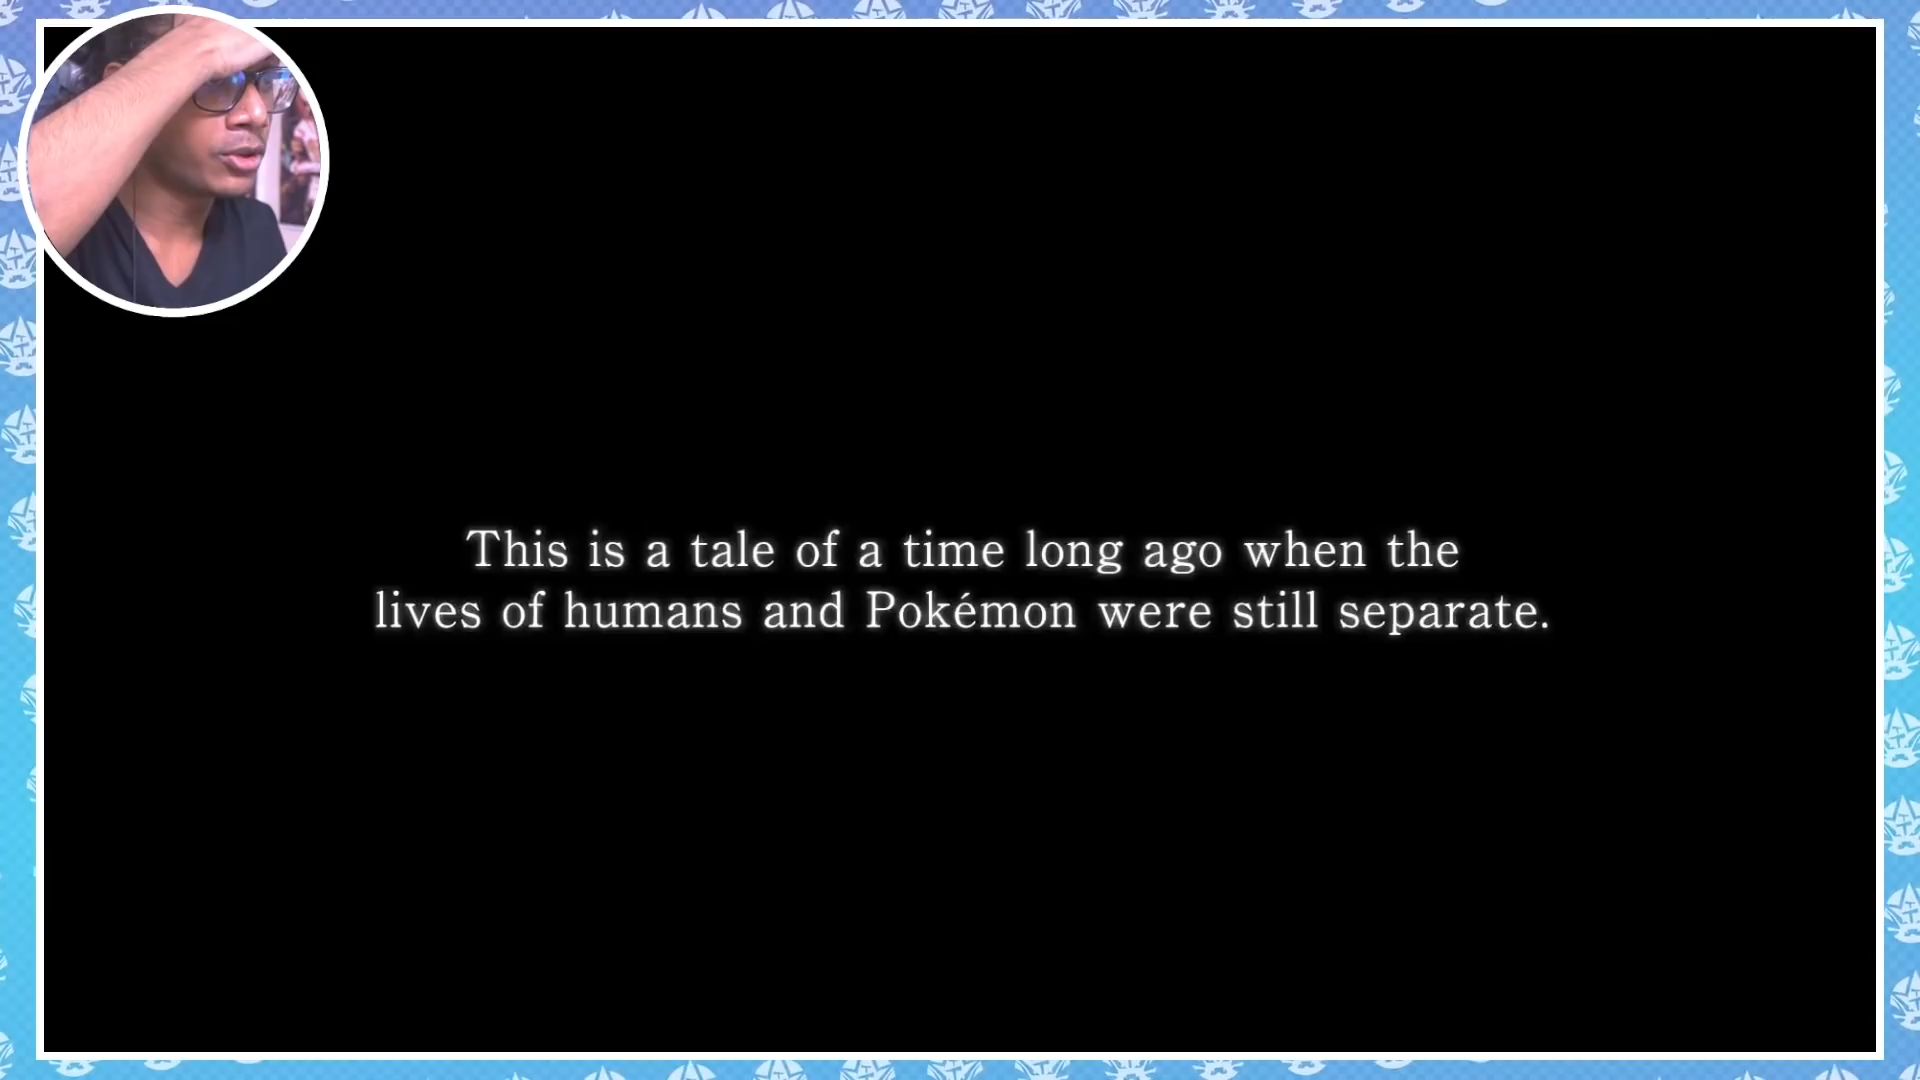 This is a tale of a time long ago when the
lives of humans and Pokémon were still separate.